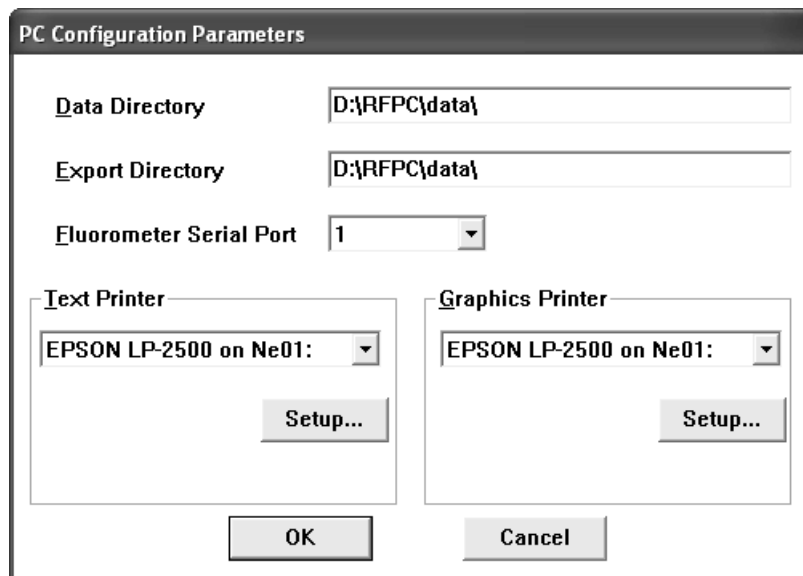 PC Configuration Parameters
Data Directory D:\RFPC\data\
Export Directory D:\RFPC\data\
Fluorometer Serial Port 1
Text Printer Graphics Printer
EPSON LP-2500 on Ne01: EPSON LP-2500 on Ne01:
Setup... Setup...
OK Cancel